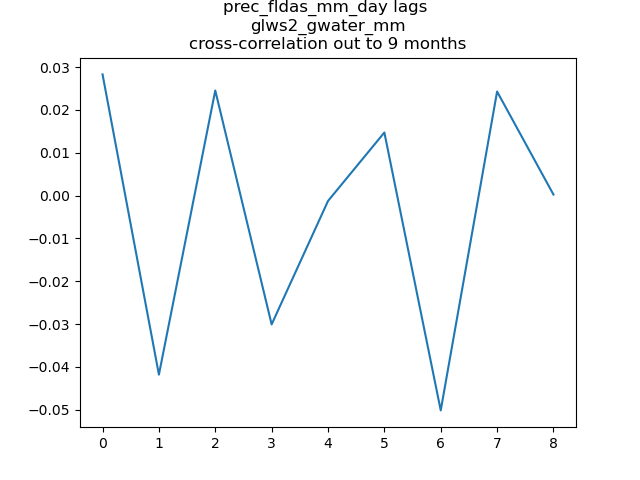 prec_fldas_mm_day lags
glws2_gwater_mm
cross-correlation out to 9 months
0.03
0.02
0.01
0.00
−0.01
−0.02
−0.03
−0.04
−0.05
0 1 2 3 4 5 6 7 8